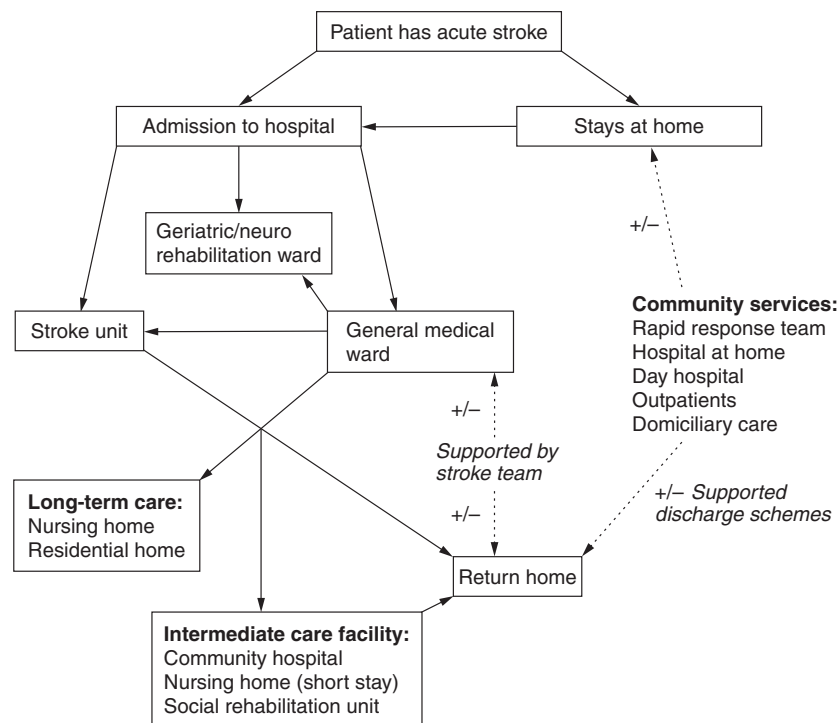 Patient has acute stroke
Admission to hospital
Stays at home
Geriatric/neuro
rehabilitation ward
+/–
Stroke unit
General medical
ward
Community services:
Rapid response team
Hospital at home
Day hospital
Outpatients
Domiciliary care
+/–
Supported by
stroke team
+/–
+/– Supported
discharge schemes
Long-term care:
Nursing home
Residential home
Return home
Intermediate care facility:
Community hospital
Nursing home (short stay)
Social rehabilitation unit